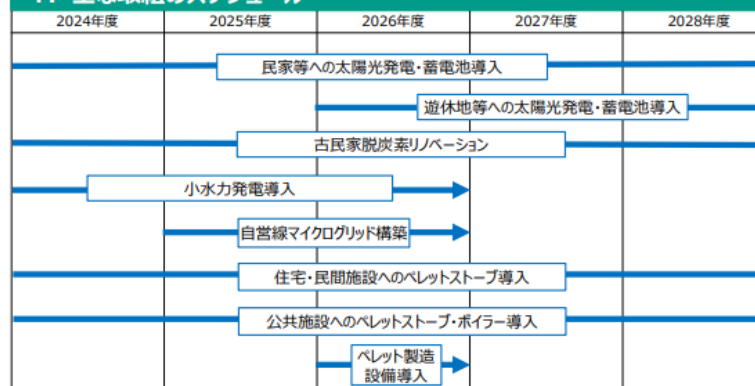 2024年度 2025年度 2026年度 2027年度 2028年度
民家等への太陽光発電・蓄電池導入
遊休地等への太陽光発電・蓄電池導入
古民家脱炭素リノベーション
小水力発電導入
自営線マイクログリッド構築
住宅・民間施設へのペレットストーブ導入
公共施設へのペレットストーブ・ボイラー導入
ペレット製造
設備導入